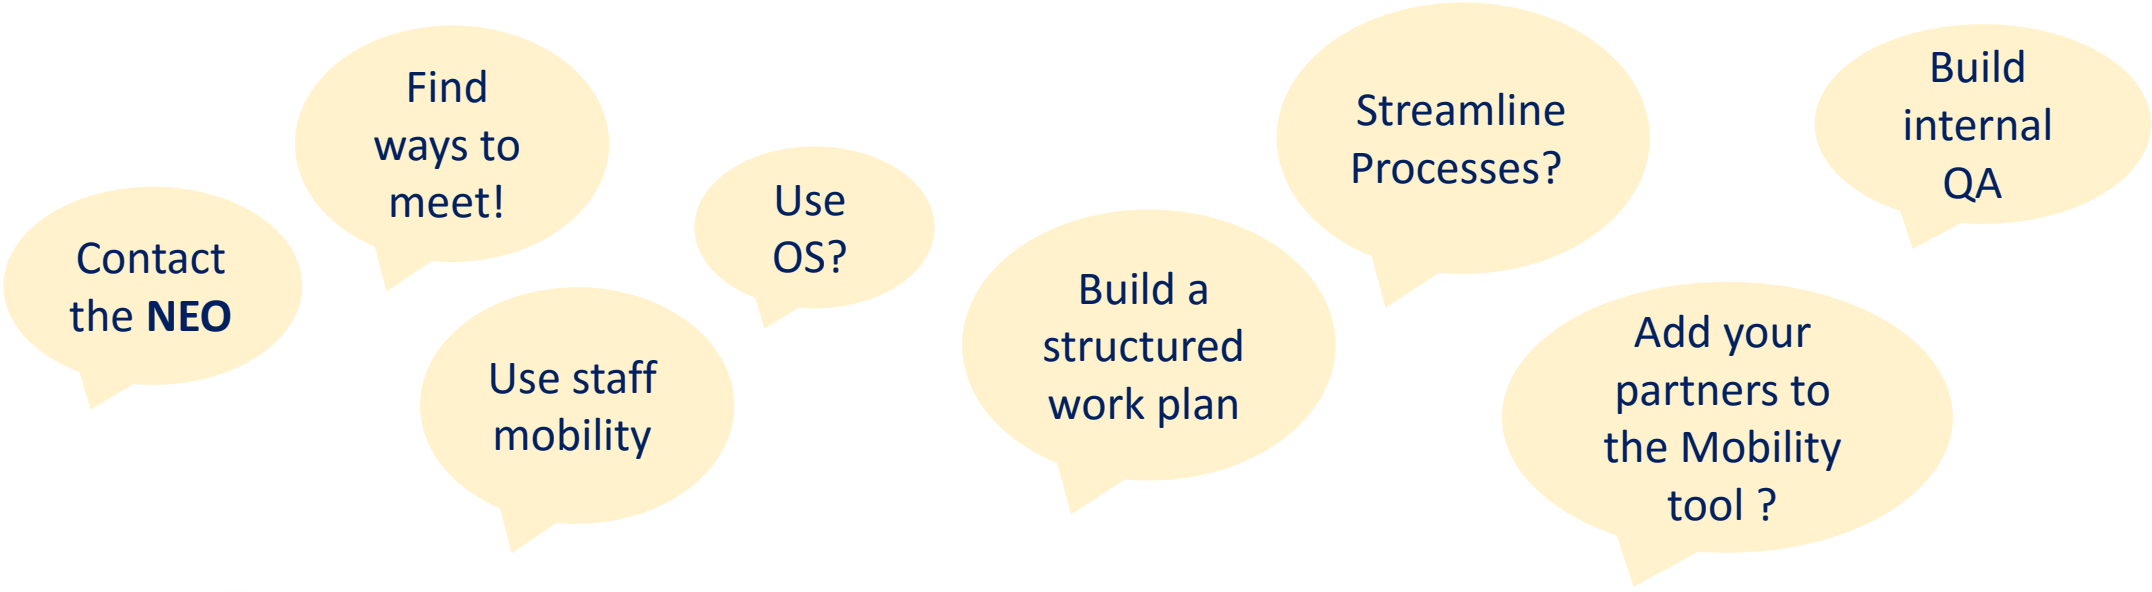 Contact
the NEO
Find
ways to
meet!
Use staff
mobility
Use
OS?
Build a
structured
work plan
Streamline
Processes?
Add your
partners to
the Mobility
tool ?
Build
internal
QA